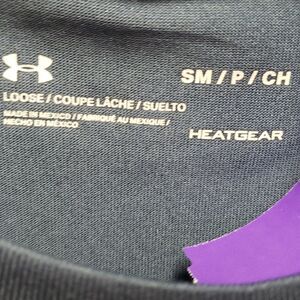 SM / P / CH
LOOSE / COUPE LÂCHE / SUELTO
MADE IN MEXICO / FABRIQUÉ AU MEXIQUE /
HECHO EN MÉXICO
HEATGEAR